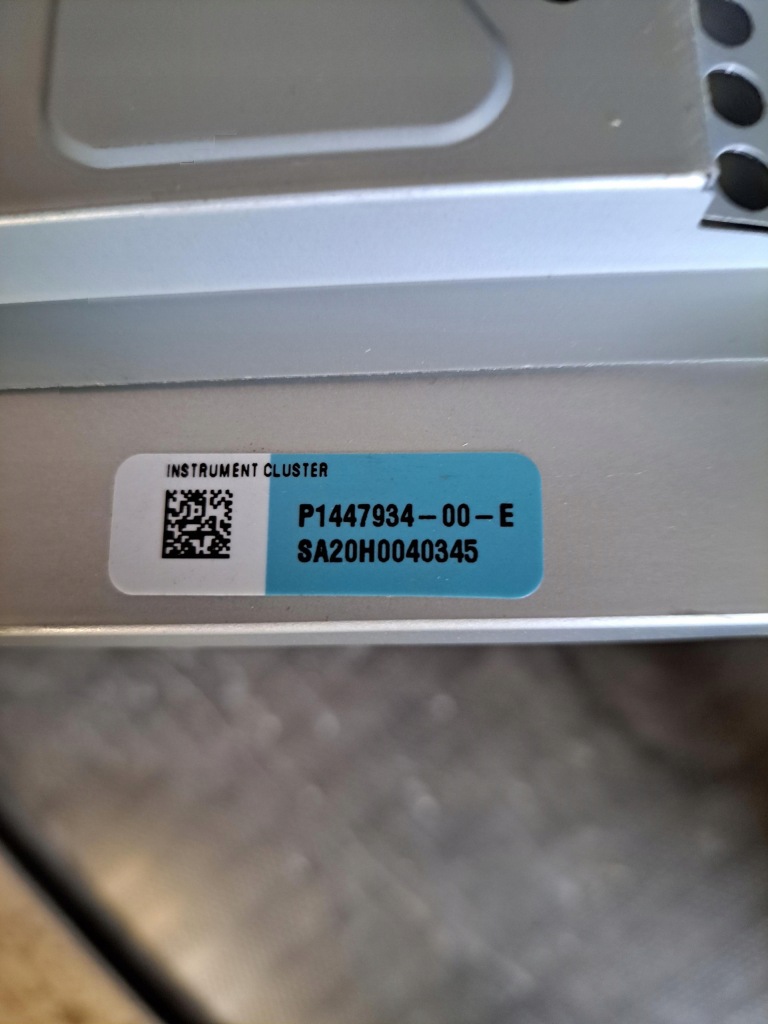 INSTRUMENT CLUSTER
P1447934-00-E
SA20H0040345